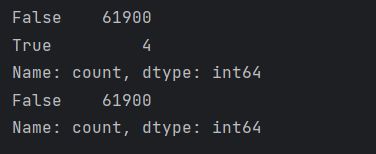 False    61900
True         4
Name: count, dtype: int64
False    61900
Name: count, dtype: int64